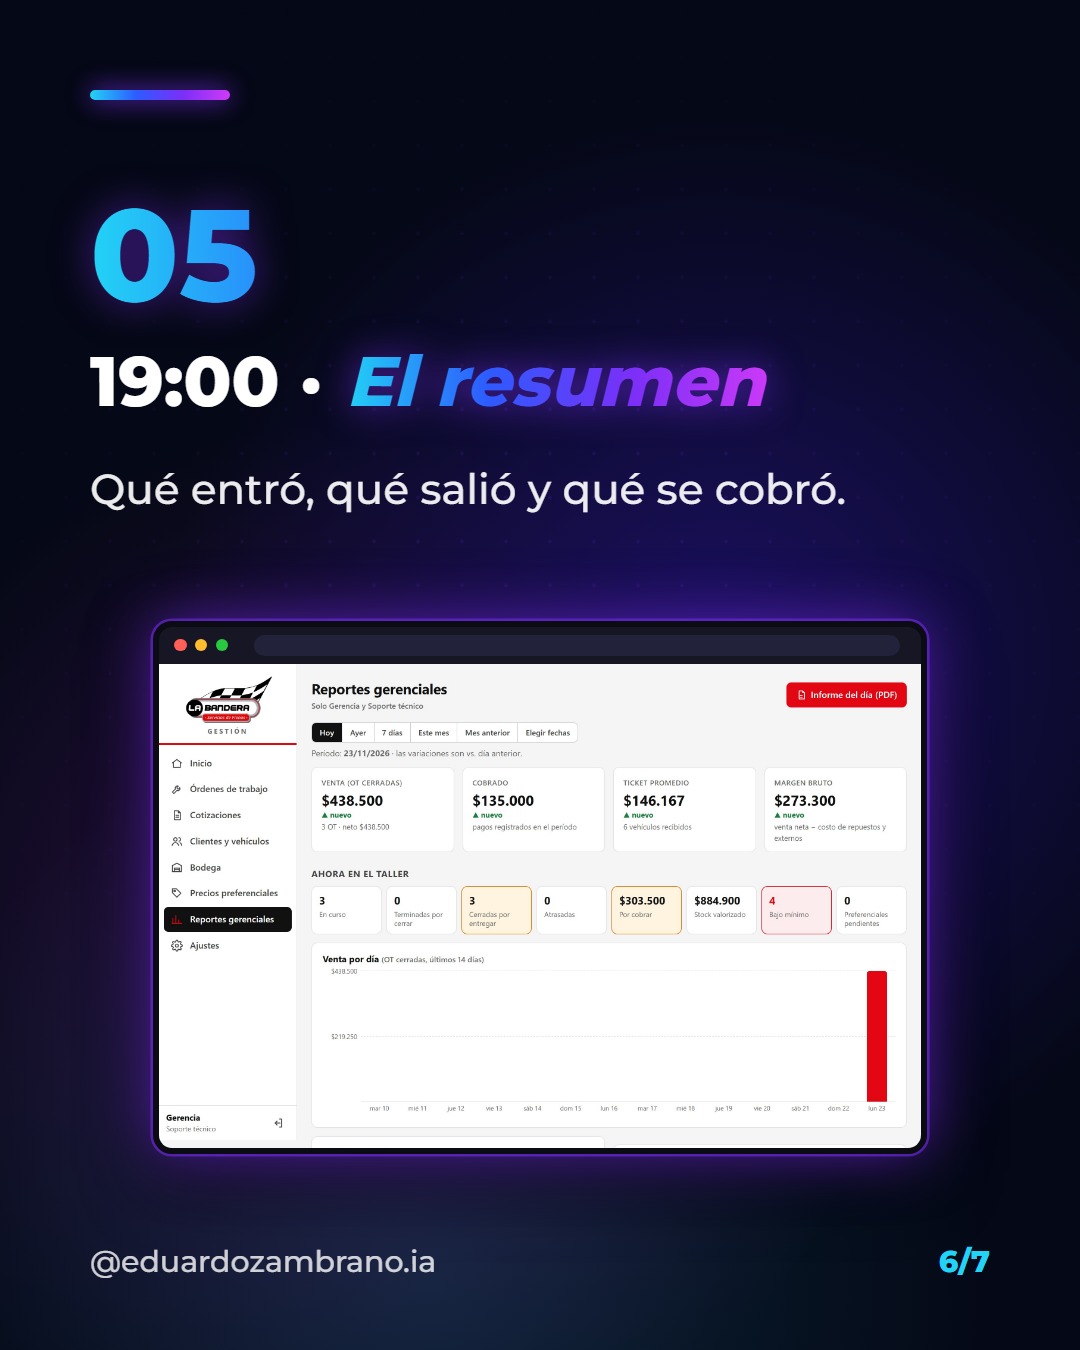 05
19:00 • El resumen
Qué entró, qué salió y qué se cobró.
LA BANDERA
Servicios de Frenos
GESTIÓN
Inicio
Órdenes de trabajo
Cotizaciones
Clientes y vehículos
Bodega
Precios preferenciales
Reportes gerenciales
Ajustes
Gerencia
Soporte técnico
Reportes gerenciales
Solo Gerencia y Soporte técnico
Informe del día (PDF)
Hoy Ayer 7 días Este mes Mes anterior Elegir fechas
Período: 23/11/2026 · las variaciones son vs. día anterior.
VENTA (OT CERRADAS)
$438.500
▲ nuevo
3 OT · neto $438.500
COBRADO
$135.000
▲ nuevo
pagos registrados en el período
TICKET PROMEDIO
$146.167
▲ nuevo
6 vehículos recibidos
MARGEN BRUTO
$273.300
▲ nuevo
venta neta − costo de repuestos y
externos
AHORA EN EL TALLER
3
En curso
0
Terminadas por
cerrar
3
Cerradas por
entregar
0
Atrasadas
$303.500
Por cobrar
$884.900
Stock valorizado
4
Bajo mínimo
0
Preferenciales
pendientes
Venta por día (OT cerradas, últimos 14 días)
$438.500
$219.250
mar 10 mié 11 jue 12 vie 13 sáb 14 dom 15 lun 16 mar 17 mié 18 jue 19 vie 20 sáb 21 dom 22 lun 23
@eduardozambrano.ia
6/7